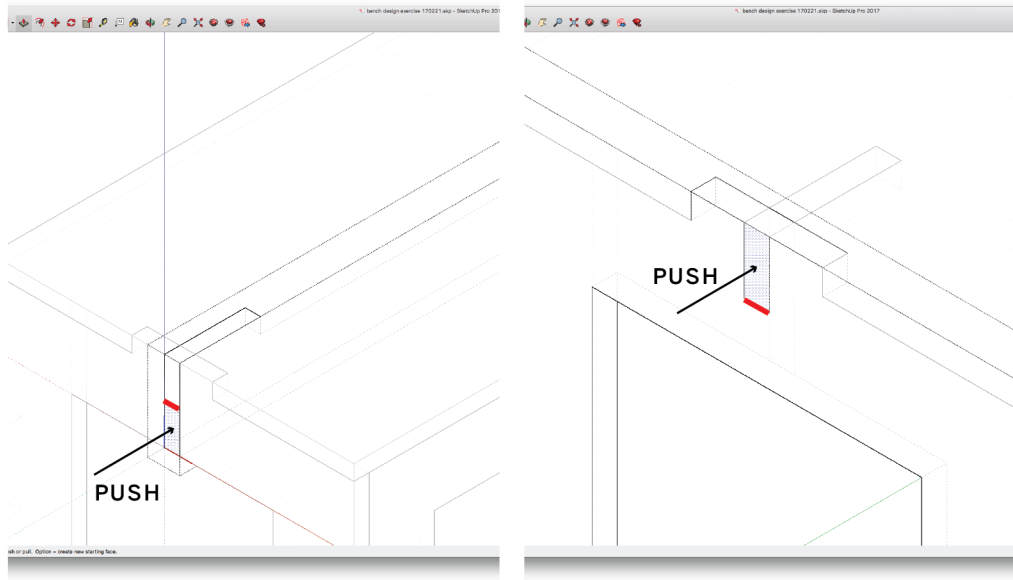 bench design exercise 170221.skp - SketchUp Pro 201
bench design exercise 170221.skp - SketchUp Pro 2017
PUSH
PUSH
sh or pull. Option = create new starting face.